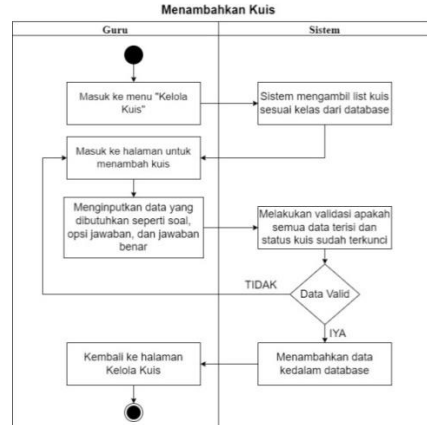 Menambahkan Kuis
Guru
Sistem
Masuk ke menu "Kelola
Kuis"
Sistem mengambil list kuis
sesuai kelas dari database
Masuk ke halaman untuk
menambah kuis
Menginputkan data yang
dibutuhkan seperti soal,
opsi jawaban, dan jawaban
benar
Melakukan validasi apakah
semua data terisi dan
status kuis sudah terkunci
TIDAK
Data Valid
IYA
Kembali ke halaman
Kelola Kuis
Menambahkan data
kedalam database